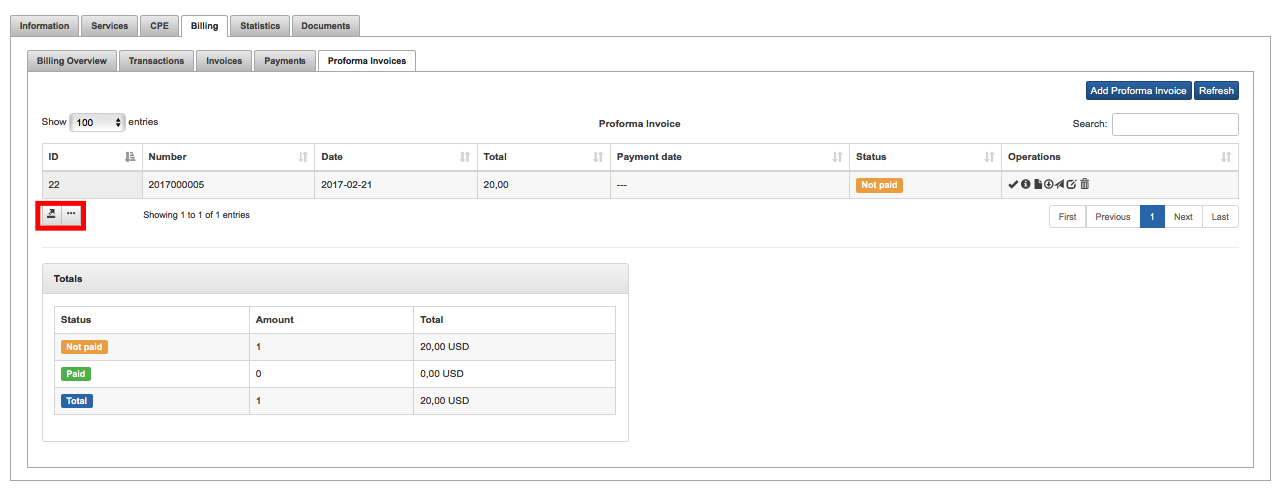 Information Services CPE Billing Statistics Documents
Billing Overview Transactions Invoices Payments Proforma Invoices
Add Proforma Invoice Refresh
Show 100 entries Proforma Invoice Search:
ID Number Date Total Payment date Status Operations
22 2017000005 2017-02-21 20,00 --- Not paid
Showing 1 to 1 of 1 entries First Previous 1 Next Last
Totals
Status Amount Total
Not paid 1 20,00 USD
Paid 0 0,00 USD
Total 1 20,00 USD